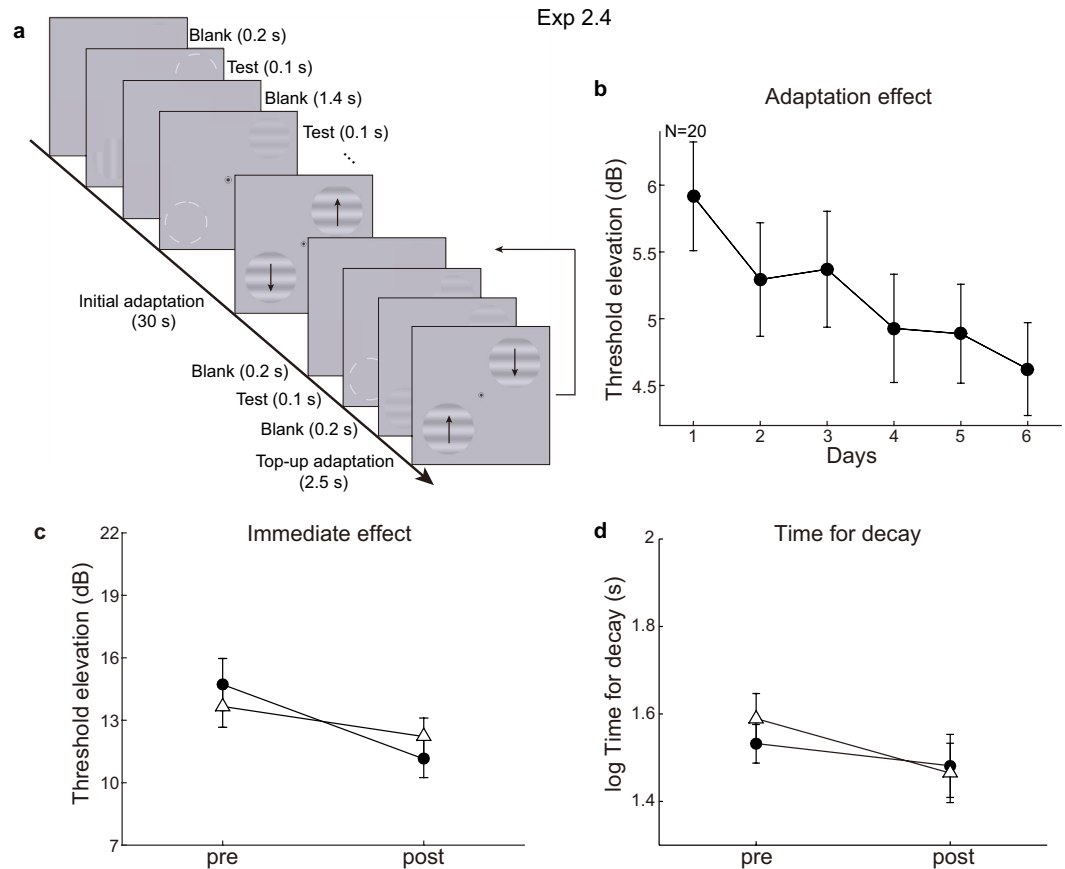 Exp 2.4
a
Blank (0.2 s)
Test (0.1 s)
Blank (1.4 s)
Test (0.1 s)
...
Initial adaptation
(30 s)
Blank (0.2 s)
Test (0.1 s)
Blank (0.2 s)
Top-up adaptation
(2.5 s)
b
Adaptation effect
N=20
Threshold elevation (dB)
6
5.5
5
4.5
1 2 3 4 5 6
Days
c
Immediate effect
Threshold elevation (dB)
22
19
16
13
10
7
pre post
d
Time for decay
log Time for decay (s)
2
1.8
1.6
1.4
pre post